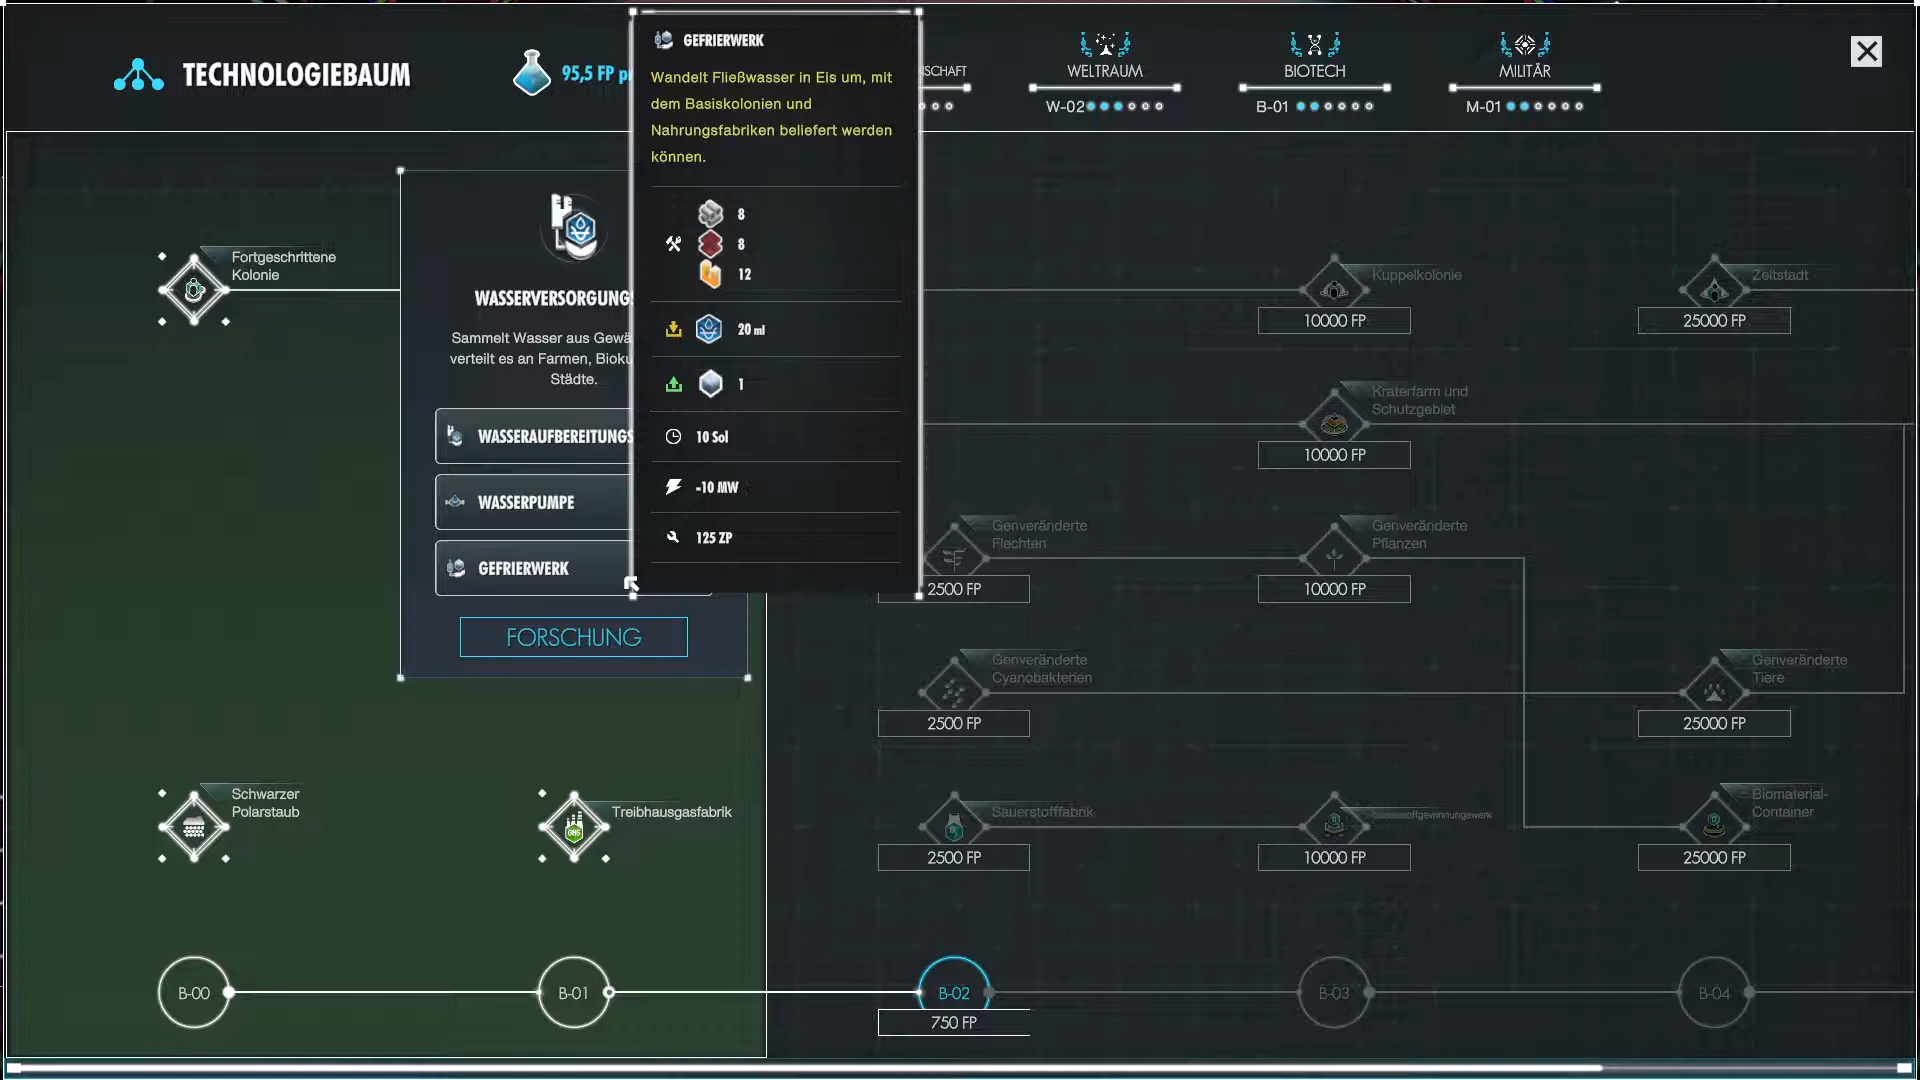 TECHNOLOGIEBAUM
95,5 FP p
SCHAFT
WELTRAUM
W-02
BIOTECH
B-01
MILITÄR
M-01
GEFRIERWERK
Wandelt Fließwasser in Eis um, mit
dem Basiskolonien und
Nahrungsfabriken beliefert werden
können.
8
8
12
20 ml
1
10 Sol
-10 MW
125 ZP
WASSERVERSORGUNG
Sammelt Wasser aus Gewä
verteilt es an Farmen, Bioku
Städte.
WASSERAUFBEREITUNGS
WASSERPUMPE
GEFRIERWERK
FORSCHUNG
Fortgeschrittene
Kolonie
Kuppelkolonie
10000 FP
Zeltstadt
25000 FP
Kraterfarm und
Schutzgebiet
10000 FP
Genveränderte
Flechten
2500 FP
Genveränderte
Pflanzen
10000 FP
Genveränderte
Cyanobakterien
2500 FP
Genveränderte
Tiere
25000 FP
Schwarzer
Polarstaub
GHG
Treibhausgasfabrik
Sauerstofffabrik
2500 FP
10000 FP
Biomaterial-
Container
25000 FP
B-00
B-01
B-02
750 FP
B-03
B-04